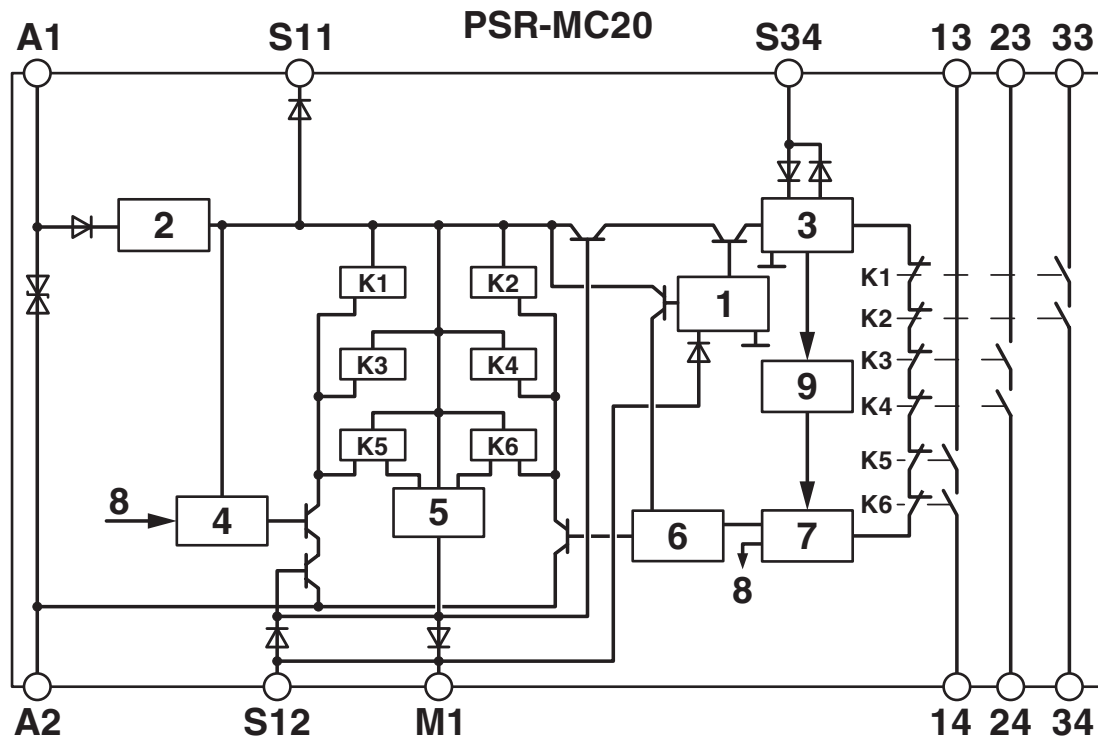 PSR-MC20
A1 S11 S34 13 23 33
2 3
K1 K2 1 K1
K2
K3 K4 9 K3
K4
K5 K6 K5
8 4 5 6 7 K6
8
A2 S12 M1 14 24 34